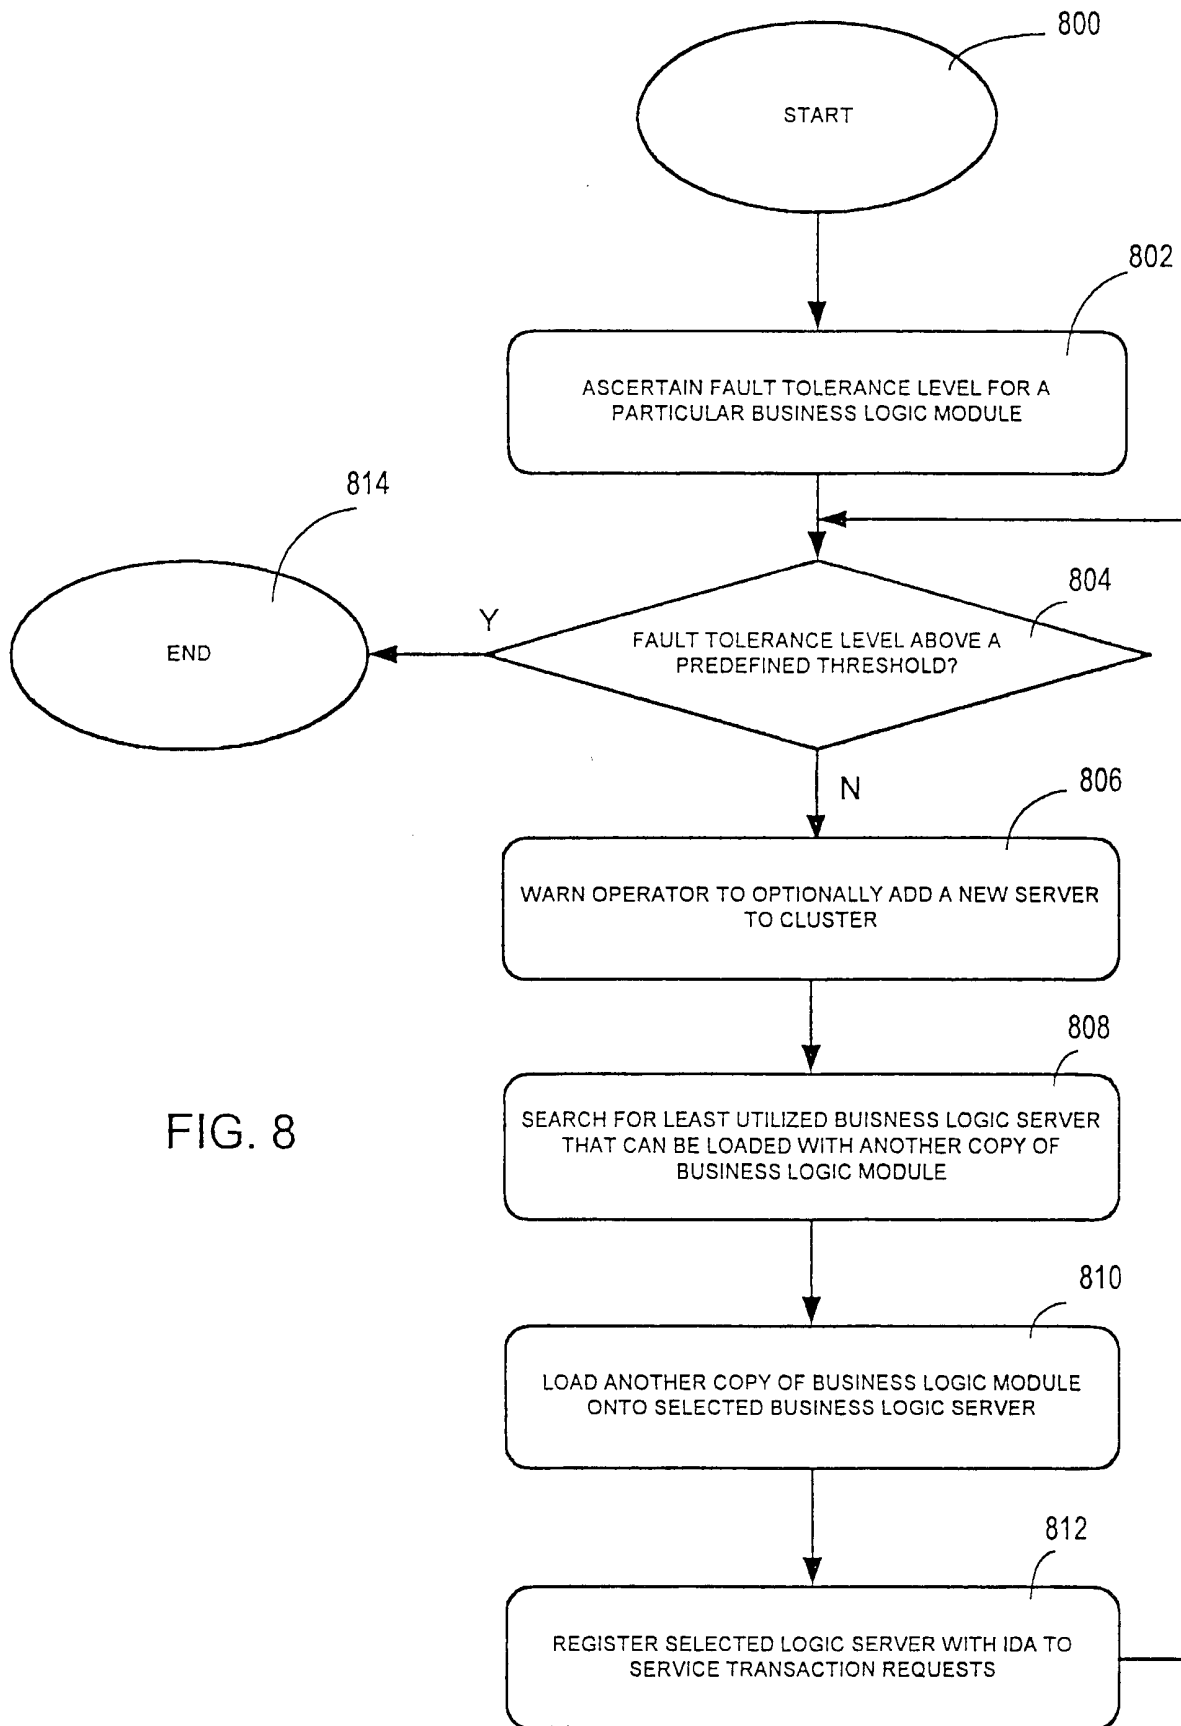 800
START
802
ASCERTAIN FAULT TOLERANCE LEVEL FOR A
PARTICULAR BUSINESS LOGIC MODULE
814
804
Y
END
FAULT TOLERANCE LEVEL ABOVE A
PREDEFINED THRESHOLD?
806
N
WARN OPERATOR TO OPTIONALLY ADD A NEW SERVER
TO CLUSTER
808
FIG. 8
SEARCH FOR LEAST UTILIZED BUISNESS LOGIC SERVER
THAT CAN BE LOADED WITH ANOTHER COPY OF
BUSINESS LOGIC MODULE
810
LOAD ANOTHER COPY OF BUSINESS LOGIC MODULE
ONTO SELECTED BUSINESS LOGIC SERVER
812
REGISTER SELECTED LOGIC SERVER WITH IDA TO
SERVICE TRANSACTION REQUESTS